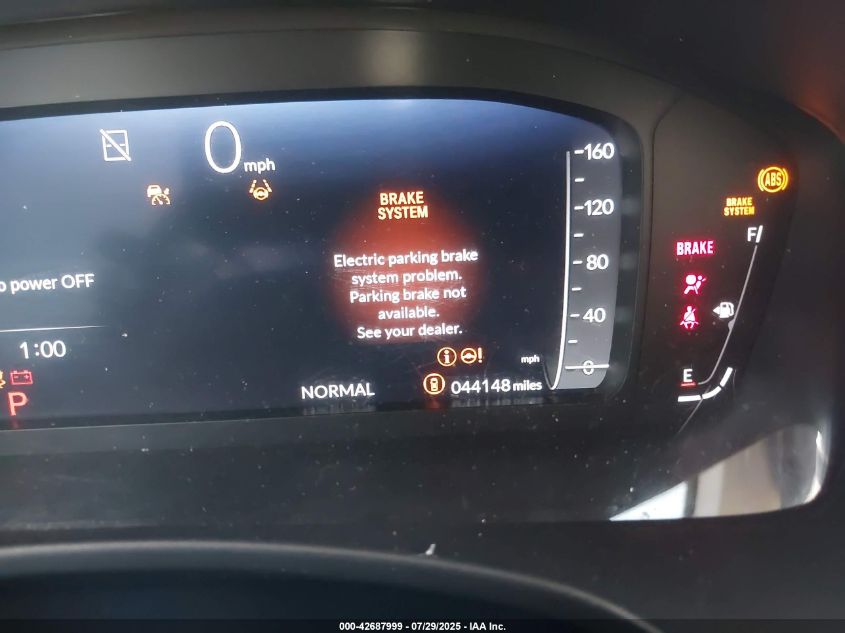 0 mph
160
ABS
BRAKE
SYSTEM
120
BRAKE
SYSTEM
F
BRAKE
Electric parking brake
system problem.
Parking brake not
available.
See your dealer.
80
o power OFF
40
1:00
mph
0
E
P
NORMAL
044148 miles
000-42687999 - 07/29/2025 - IAA Inc.